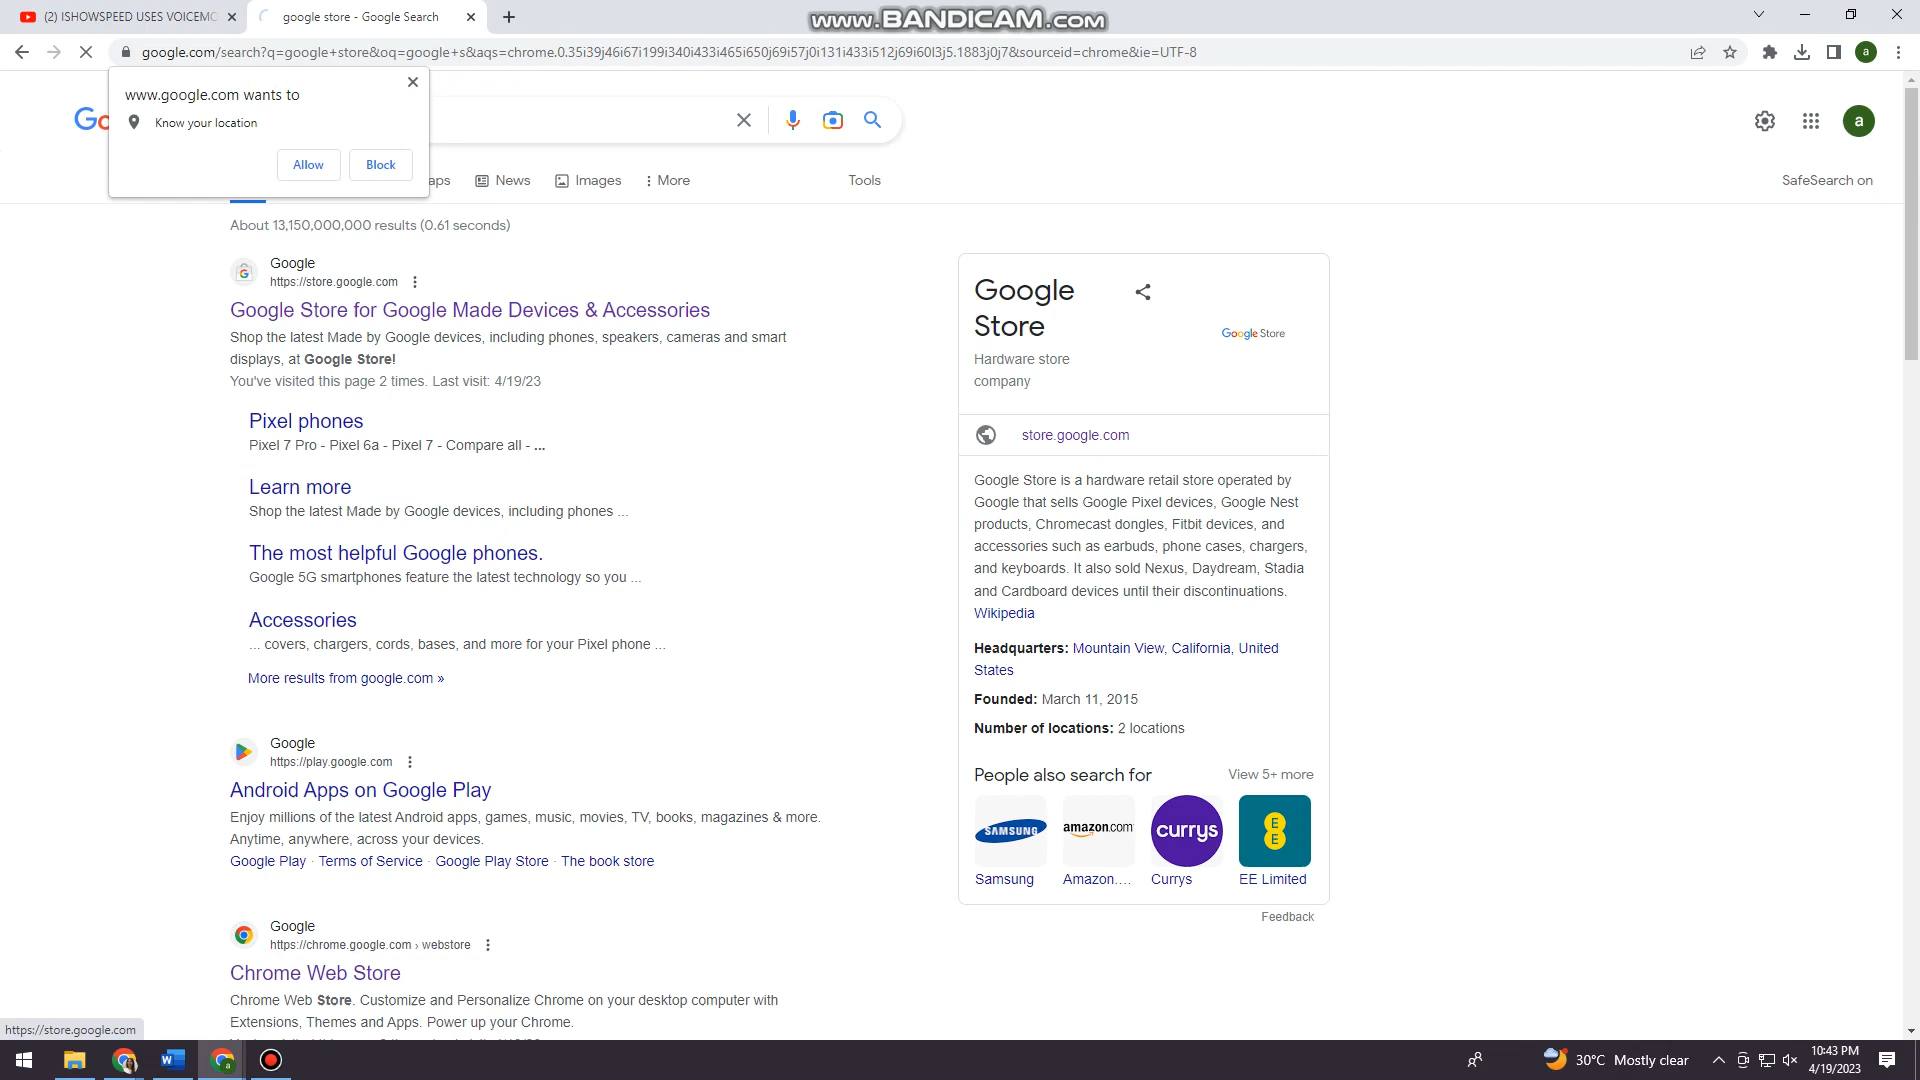 (2) ISHOWSPEED USES VOICEMO
google store - Google Search
www.BANDICAM.com
google.com/search?q=google+store&oq=google+s&aqs=chrome.0.35i39j46i67i199i340i433i465i650j69i57j0i131i433i512j69i60l3j5.1883j0j7&sourceid=chrome&ie=UTF-8
a
www.google.com wants to
Know your location
Allow
Block
Go
a
aps
News
Images
More
Tools
SafeSearch on
About 13,150,000,000 results (0.61 seconds)
Google
https://store.google.com
Google Store for Google Made Devices & Accessories
Shop the latest Made by Google devices, including phones, speakers, cameras and smart
displays, at Google Store!
You've visited this page 2 times. Last visit: 4/19/23
Pixel phones
Pixel 7 Pro - Pixel 6a - Pixel 7 - Compare all - ...
Learn more
Shop the latest Made by Google devices, including phones ...
The most helpful Google phones.
Google 5G smartphones feature the latest technology so you ...
Accessories
... covers, chargers, cords, bases, and more for your Pixel phone ...
More results from google.com »
Google
https://play.google.com
Android Apps on Google Play
Enjoy millions of the latest Android apps, games, music, movies, TV, books, magazines & more.
Anytime, anywhere, across your devices.
Google Play · Terms of Service · Google Play Store · The book store
Google
https://chrome.google.com › webstore
Chrome Web Store
Chrome Web Store. Customize and Personalize Chrome on your desktop computer with
Extensions, Themes and Apps. Power up your Chrome.
Google
Store
Google Store
Hardware store
company
store.google.com
Google Store is a hardware retail store operated by
Google that sells Google Pixel devices, Google Nest
products, Chromecast dongles, Fitbit devices, and
accessories such as earbuds, phone cases, chargers,
and keyboards. It also sold Nexus, Daydream, Stadia
and Cardboard devices until their discontinuations.
Wikipedia
Headquarters: Mountain View, California, United
States
Founded: March 11, 2015
Number of locations: 2 locations
People also search for
View 5+ more
SAMSUNG
amazon.com
currys
EE
Samsung
Amazon....
Currys
EE Limited
Feedback
https://store.google.com
30°C Mostly clear
10:43 PM
4/19/2023